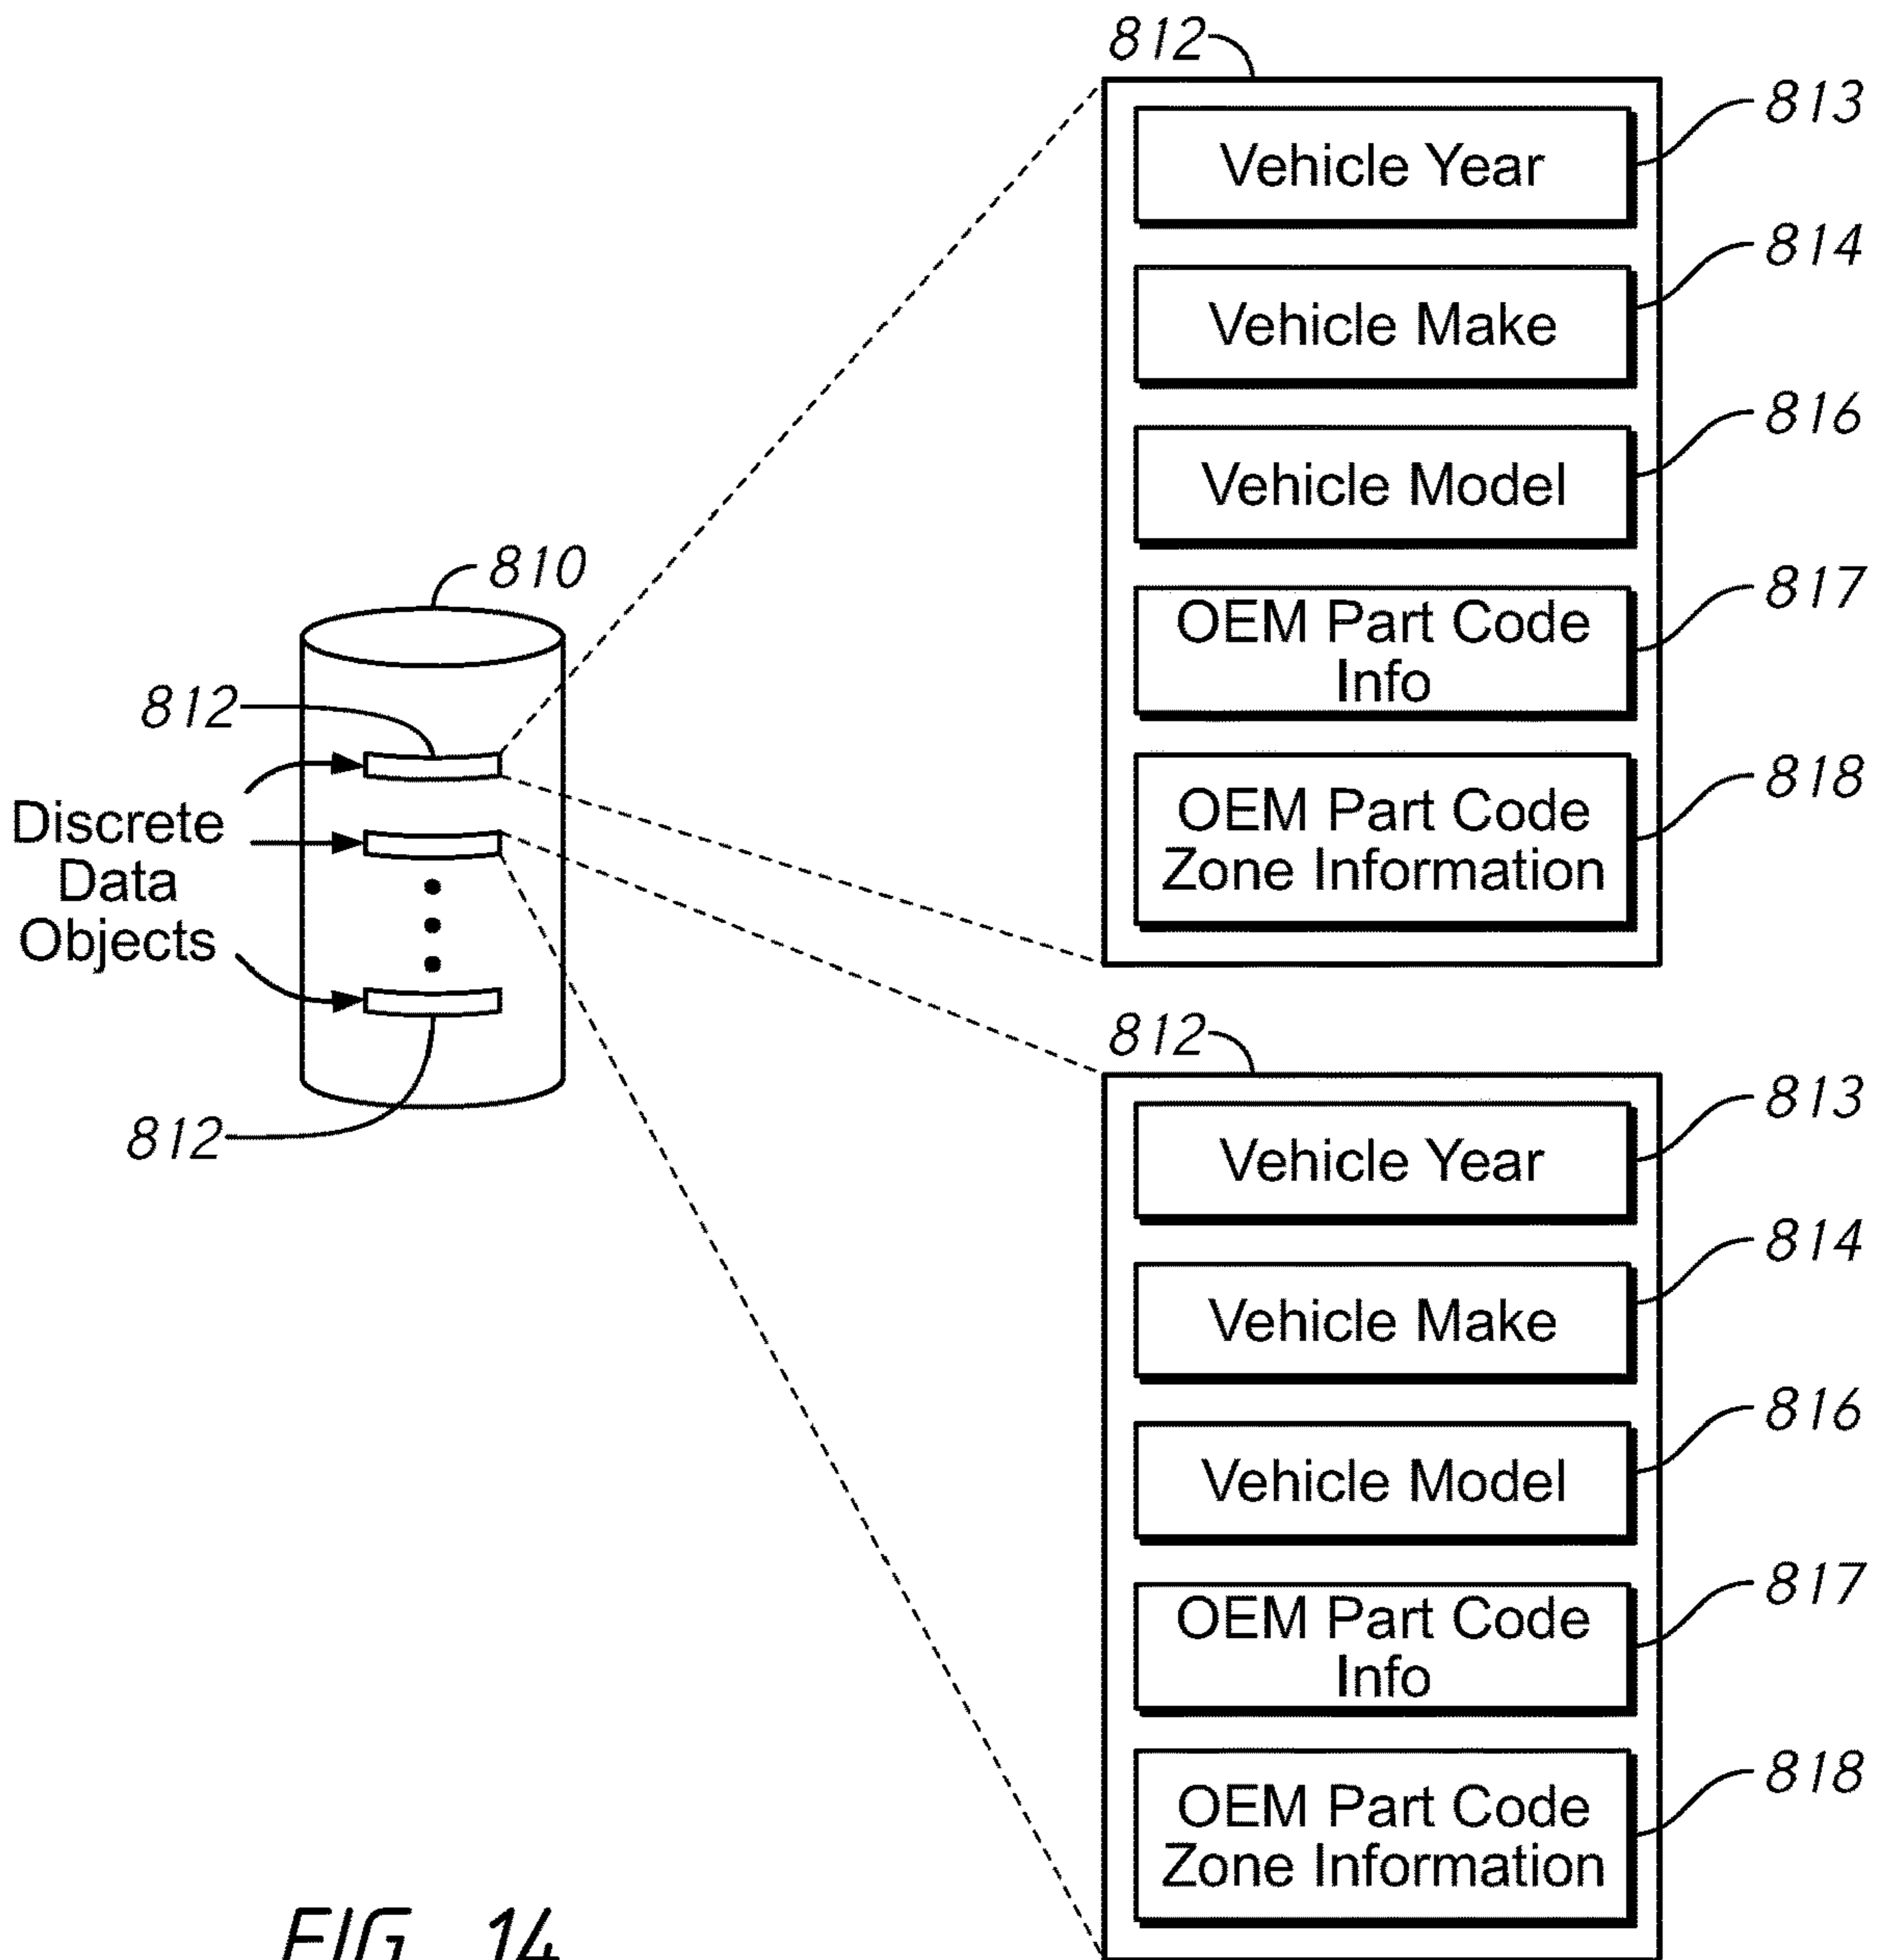 812
813
Vehicle Year
814
Vehicle Make
816
Vehicle Model
817
OEM Part Code
Info
818
OEM Part Code
Zone Information
810
812
Discrete
Data
Objects
812
812
813
Vehicle Year
814
Vehicle Make
816
Vehicle Model
817
OEM Part Code
Info
818
OEM Part Code
Zone Information
FIG. 14